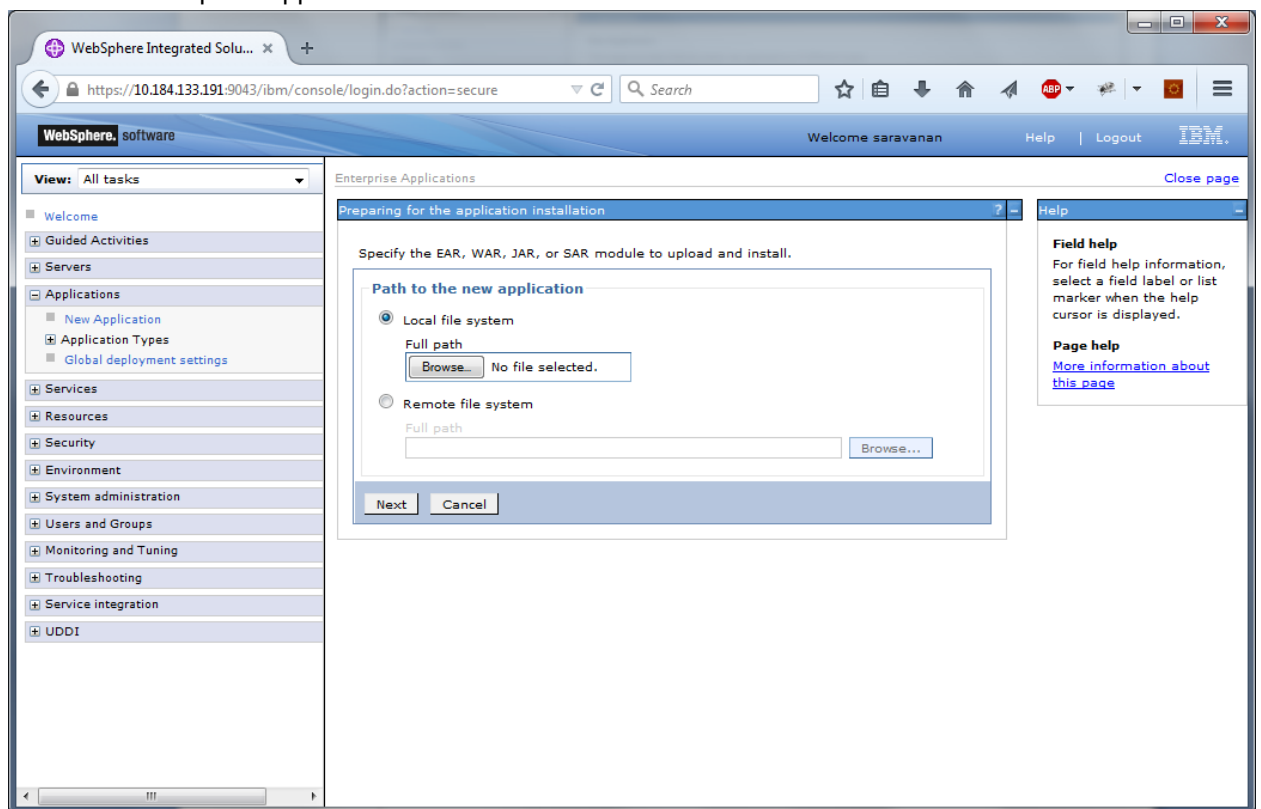 WebSphere Integrated Solu...
https://10.184.133.191:9043/ibm/console/login.do?action=secure
Search
ABP
WebSphere. software
Welcome saravanan
Help | Logout
IBM.
View: All tasks
Welcome
Guided Activities
Servers
Applications
New Application
Application Types
Global deployment settings
Services
Resources
Security
Environment
System administration
Users and Groups
Monitoring and Tuning
Troubleshooting
Service integration
UDDI
Enterprise Applications
Close page
Preparing for the application installation
?
Specify the EAR, WAR, JAR, or SAR module to upload and install.
Path to the new application
Local file system
Full path
Browse... No file selected.
Remote file system
Full path
Browse...
Next Cancel
Help
Field help
For field help information,
select a field label or list
marker when the help
cursor is displayed.
Page help
More information about
this page